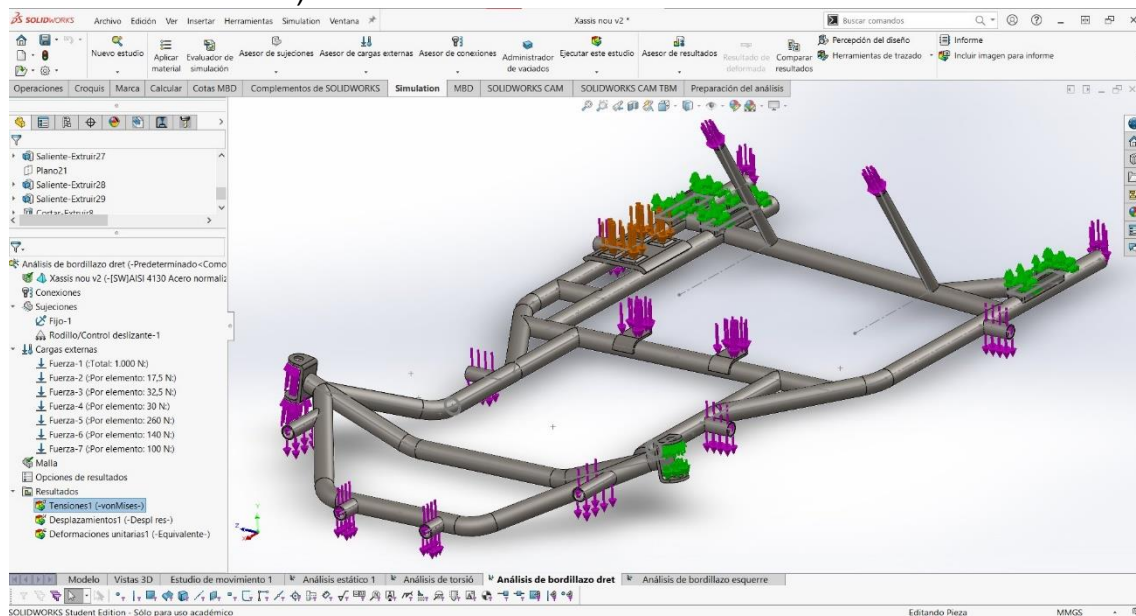 SOLIDWORKS Archivo Edición Ver Insertar Herramientas Simulation Ventana Xassis nou v2 * Buscar comandos
Nuevo estudio Aplicar material Evaluador de simulación Asesor de sujeciones Asesor de cargas externas Asesor de conexiones Administrador de vaciados Ejecutar este estudio Asesor de resultados Resultado de deformada Comparar resultados Percepción del diseño Herramientas de trazado Informe Incluir imagen para informe
Operaciones Croquis Marca Calcular Cotas MBD Complementos de SOLIDWORKS Simulation MBD SOLIDWORKS CAM SOLIDWORKS CAM TBM Preparación del análisis
Saliente-Extruir27
Plano21
Saliente-Extruir28
Saliente-Extruir29
Cortar-Extruir8
Análisis de bordillazo dret (-Predeterminado<Como
Xassis nou v2 (-[SW]AISI 4130 Acero normaliz
Conexiones
Sujeciones
Fijo-1
Rodillo/Control deslizante-1
Cargas externas
Fuerza-1 (:Total: 1.000 N:)
Fuerza-2 (:Por elemento: 17,5 N:)
Fuerza-3 (:Por elemento: 32,5 N:)
Fuerza-4 (:Por elemento: 30 N:)
Fuerza-5 (:Por elemento: 260 N:)
Fuerza-6 (:Por elemento: 140 N:)
Fuerza-7 (:Por elemento: 100 N:)
Malla
Opciones de resultados
Resultados
Tensiones1 (-vonMises-)
Desplazamientos1 (-Despl res-)
Deformaciones unitarias1 (-Equivalente-)
Modelo Vistas 3D Estudio de movimiento 1 Análisis estático 1 Análisis de torsió Análisis de bordillazo dret Análisis de bordillazo esquerre
SOLIDWORKS Student Edition - Sólo para uso académico Editando Pieza MMGS